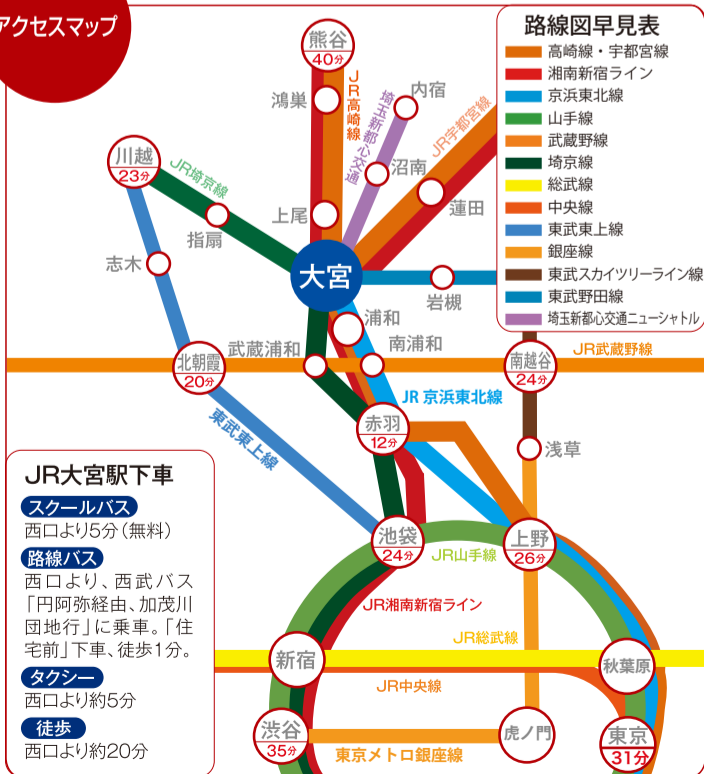 アクセスマップ
路線図早見表
高崎線・宇都宮線
湘南新宿ライン
京浜東北線
山手線
武蔵野線
埼京線
総武線
中央線
東武東上線
銀座線
東武スカイツリーライン線
東武野田線
埼玉新都心交通ニューシャトル
熊谷
40分
鴻巣
JR高崎線
埼玉新都心交通
内宿
JR宇都宮線
川越
23分
JR埼京線
沼南
蓮田
指扇
上尾
志木
大宮
岩槻
浦和
武蔵浦和
南浦和
北朝霞
20分
南越谷
24分
JR武蔵野線
JR 京浜東北線
東武東上線
赤羽
12分
浅草
池袋
24分
JR山手線
上野
26分
JR湘南新宿ライン
JR総武線
新宿
秋葉原
JR中央線
渋谷
35分
虎ノ門
東京
31分
東京メトロ銀座線
JR大宮駅下車
スクールバス
西口より5分(無料)
路線バス
西口より、西武バス
「円阿弥経由、加茂川
団地行」に乗車。「住
宅前」下車、徒歩1分。
タクシー
西口より約5分
徒歩
西口より約20分